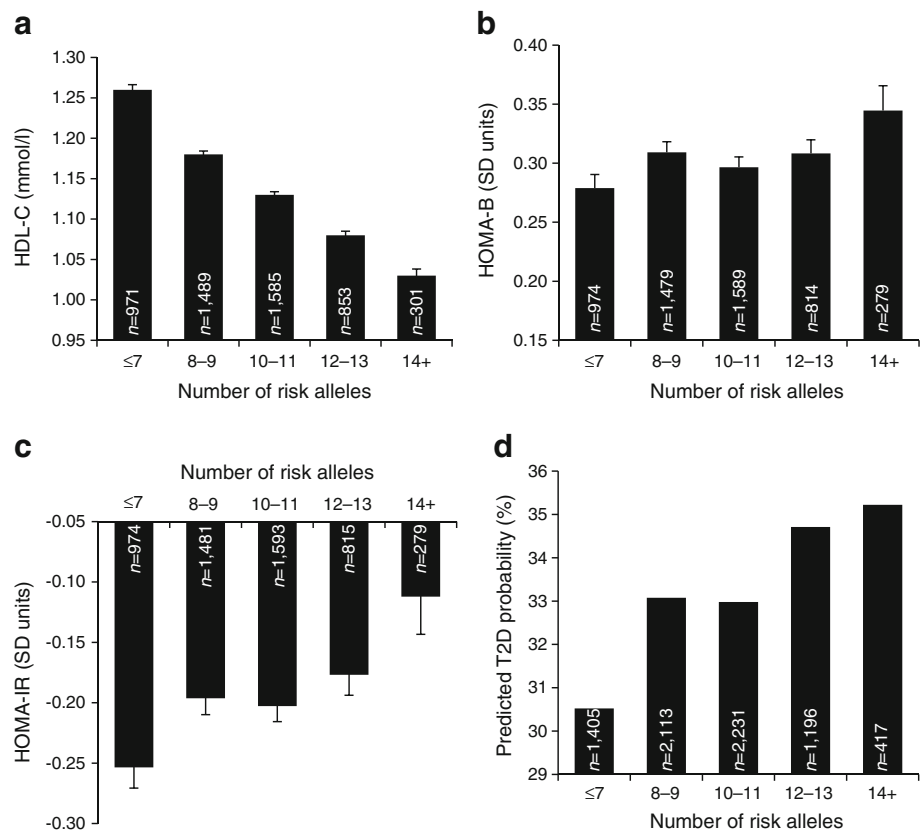 a
HDL-C (mmol/l)
1.30
1.25
1.20
1.15
1.10
1.05
1.00
0.95
n=971
n=1,489
n=1,585
n=853
n=301
≤7
8–9
10–11
12–13
14+
Number of risk alleles
b
HOMA-B (SD units)
0.40
0.35
0.30
0.25
0.20
0.15
n=974
n=1,479
n=1,589
n=814
n=279
≤7
8–9
10–11
12–13
14+
Number of risk alleles
c
Number of risk alleles
≤7
8–9
10–11
12–13
14+
HOMA-IR (SD units)
-0.05
-0.10
-0.15
-0.20
-0.25
-0.30
n=974
n=1,481
n=1,593
n=815
n=279
d
Predicted T2D probability (%)
36
35
34
33
32
31
30
29
n=1,405
n=2,113
n=2,231
n=1,196
n=417
≤7
8–9
10–11
12–13
14+
Number of risk alleles